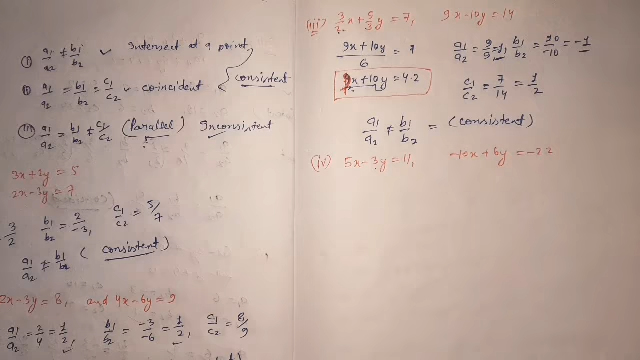 (i) a1/a2 ≠ b1/b2 ✓ Intersect at a point
(ii) a1/a2 = b1/b2 = c1/c2 ✓ coincident
consistent
(iii) a1/a2 = b1/b2 ≠ c1/c2 (Parallel) Inconsistent
3x+2y = 5
2x-3y = 7
3/2 b1/b2 = 2/-3, c1/c2 = 5/7
a1/a2 ≠ b1/b2 (consistent)
2x-3y = 8, and 4x-6y = 9
a1/a2 = 2/4 = 1/2, b1/b2 = -3/-6 = 1/2, c1/c2 = 8/9
(iii) 3/2x + 5/3y = 7, 9x-10y = 14
9x+10y/6 = 7
a1/a2 = 9/9 = 1, b1/b2 = 10/-10 = -1
9x+10y = 42
c1/c2 = 7/14 = 1/2
a1/a2 ≠ b1/b2 = (consistent)
(iv) 5x-3y = 11, -10x+6y = -22